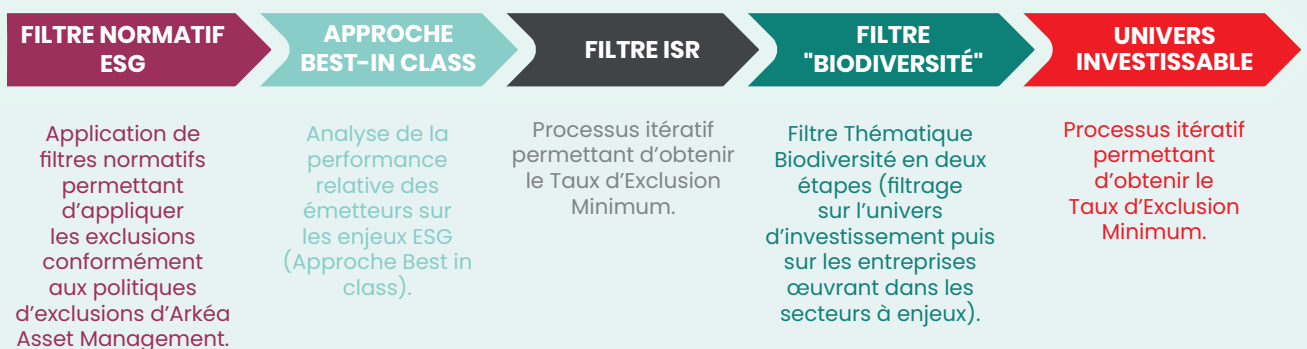 FILTRE NORMATIF
ESG
APPROCHE
BEST-IN CLASS
FILTRE ISR
FILTRE
"BIODIVERSITÉ"
UNIVERS
INVESTISSABLE
Application de
filtres normatifs
permettant
d'appliquer
les exclusions
conformément
aux politiques
d'exclusions d'Arkéa
Asset Management.
Analyse de la
performance
relative des
émetteurs sur
les enjeux ESG
(Approche Best in
class).
Processus itératif
permettant d'obtenir
le Taux d'Exclusion
Minimum.
Filtre Thématique
Biodiversité en deux
étapes (filtrage
sur l'univers
d'investissement puis
sur les entreprises
œuvrant dans les
secteurs à enjeux).
Processus itératif
permettant
d'obtenir le
Taux d'Exclusion
Minimum.